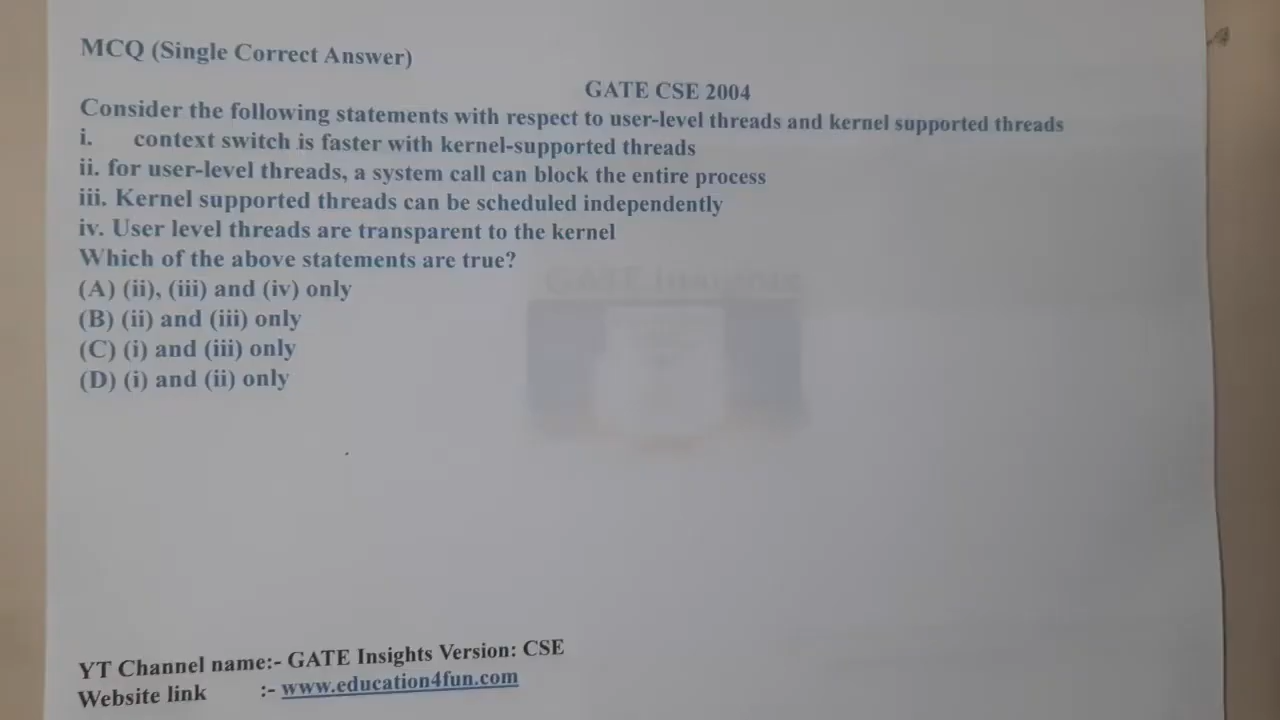 MCQ (Single Correct Answer)
GATE CSE 2004
Consider the following statements with respect to user-level threads and kernel supported threads
i. context switch is faster with kernel-supported threads
ii. for user-level threads, a system call can block the entire process
iii. Kernel supported threads can be scheduled independently
iv. User level threads are transparent to the kernel
Which of the above statements are true?
GATE Insights
(A) (ii), (iii) and (iv) only
(B) (ii) and (iii) only
(C) (i) and (iii) only
(D) (i) and (ii) only
YT Channel name:- GATE Insights Version: CSE
Website link :- www.education4fun.com